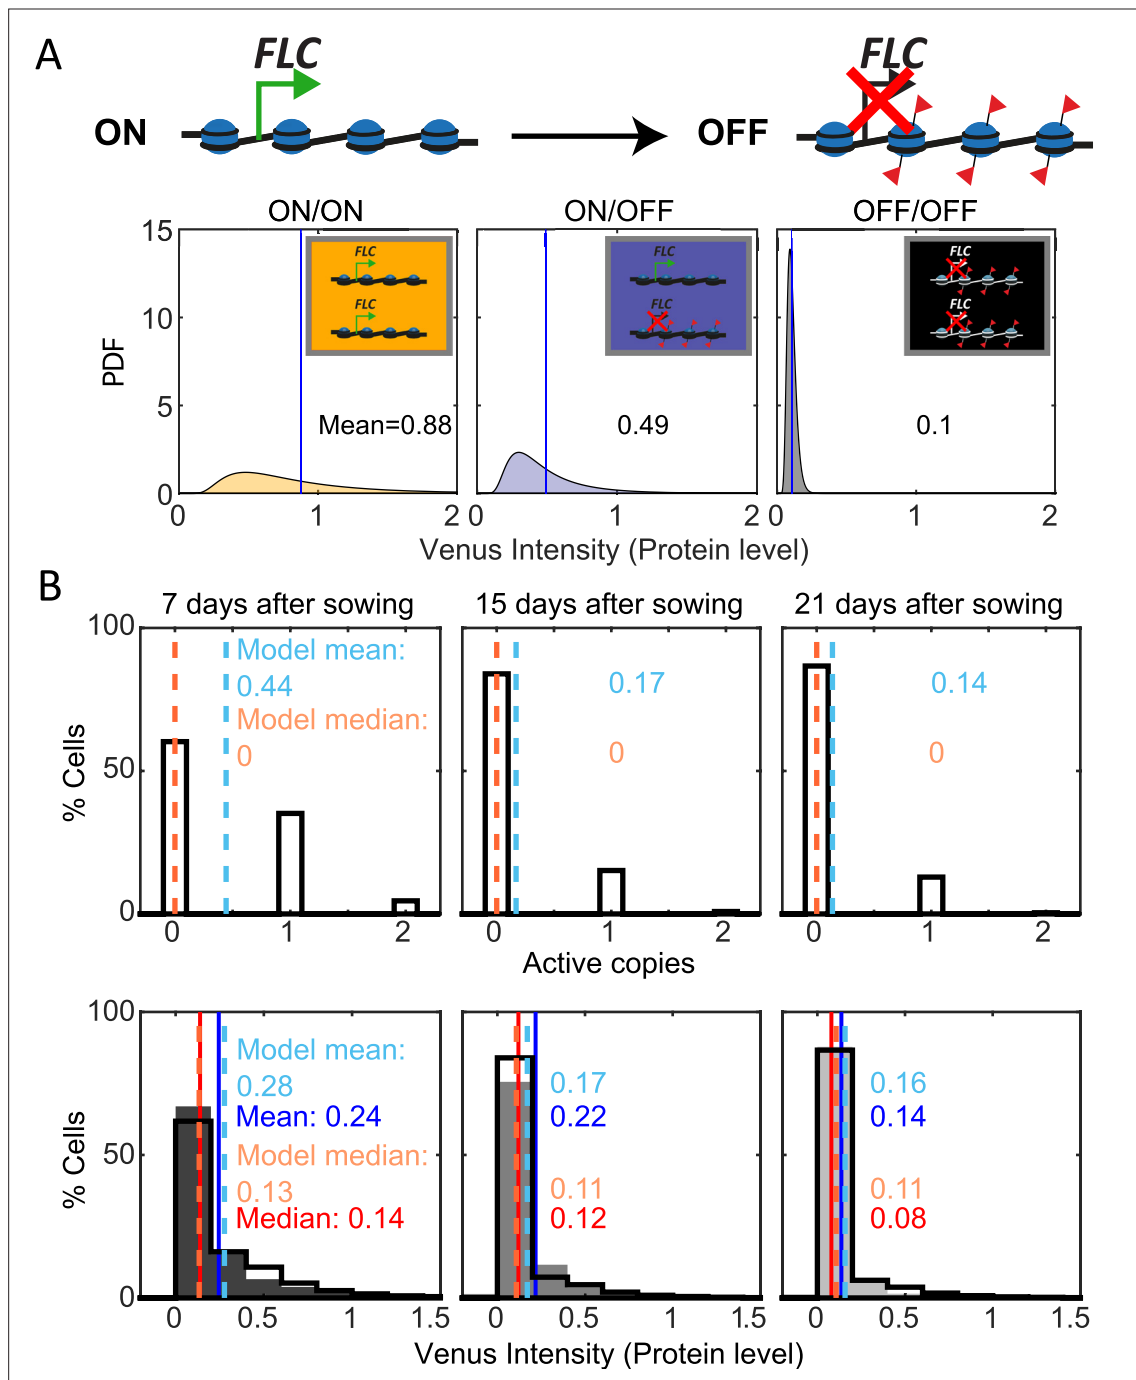 A
FLC
FLC
ON
OFF
ON/ON
ON/OFF
OFF/OFF
15
10
5
0
PDF
FLC
FLC
FLC
FLC
FLC
FLC
Mean=0.88
0.49
0.1
0 1 2 0 1 2 0 1 2
Venus Intensity (Protein level)
B
7 days after sowing
15 days after sowing
21 days after sowing
100
50
0
% Cells
Model mean:
0.44
Model median:
0
0.17
0
0.14
0
0 1 2 0 1 2 0 1 2
Active copies
100
50
0
% Cells
Model mean:
0.28
Mean: 0.24
Model median:
0.13
Median: 0.14
0.17
0.22
0.11
0.12
0.16
0.14
0.11
0.08
0 0.5 1 1.5 0 0.5 1 0 0.5 1 1.5
Venus Intensity (Protein level)